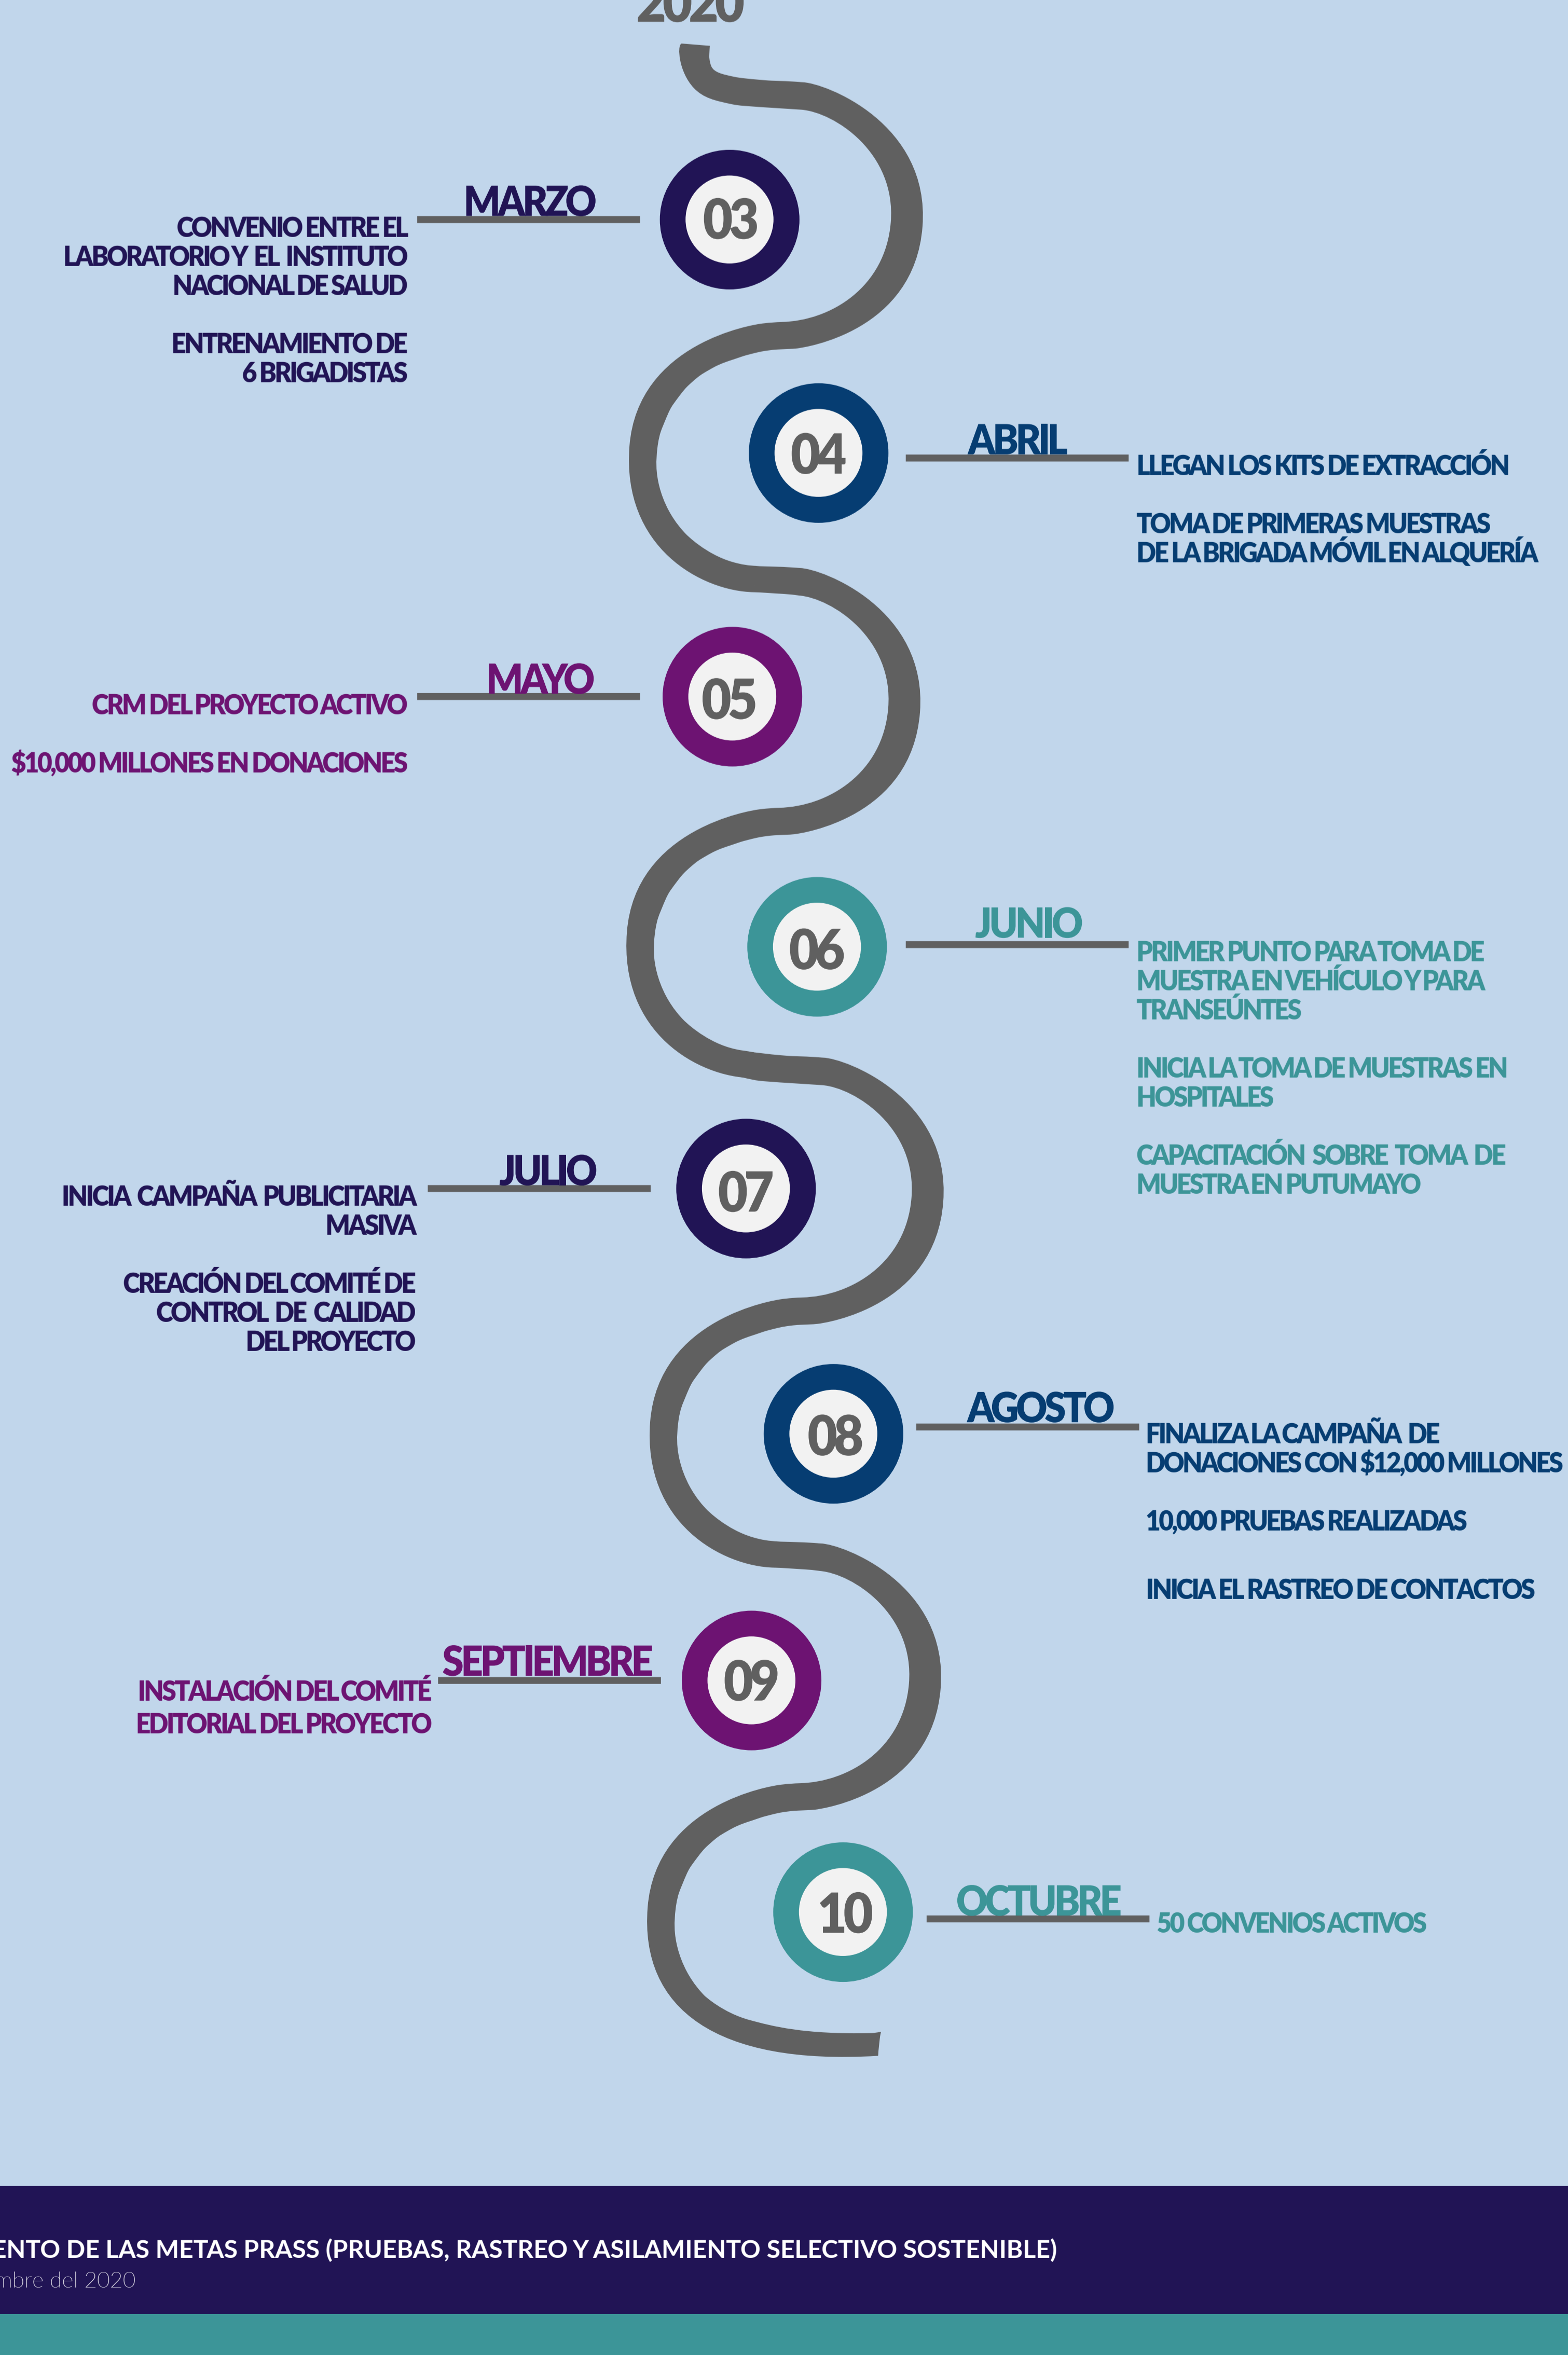 2020
MARZO
03
CONVENIO ENTRE EL
LABORATORIO Y EL INSTITUTO
NACIONAL DE SALUD
ENTRENAMIENTO DE
6 BRIGADISTAS
04
ABRIL
LLEGAN LOS KITS DE EXTRACCIÓN
TOMA DE PRIMERAS MUESTRAS
DE LA BRIGADA MÓVIL EN ALQUERÍA
MAYO
05
CRM DEL PROYECTO ACTIVO
$10,000 MILLONES EN DONACIONES
06
JUNIO
PRIMER PUNTO PARA TOMA DE
MUESTRA EN VEHÍCULO Y PARA
TRANSEÚNTES
INICIA LA TOMA DE MUESTRAS EN
HOSPITALES
CAPACITACIÓN SOBRE TOMA DE
MUESTRA EN PUTUMAYO
JULIO
07
INICIA CAMPAÑA PUBLICITARIA
MASIVA
CREACIÓN DEL COMITÉ DE
CONTROL DE CALIDAD
DEL PROYECTO
08
AGOSTO
FINALIZA LA CAMPAÑA DE
DONACIONES CON $12,000 MILLONES
10,000 PRUEBAS REALIZADAS
INICIA EL RASTREO DE CONTACTOS
SEPTIEMBRE
09
INSTALACIÓN DEL COMITÉ
EDITORIAL DEL PROYECTO
10
OCTUBRE
50 CONVENIOS ACTIVOS
ENTO DE LAS METAS PRASS (PRUEBAS, RASTREO Y ASILAMIENTO SELECTIVO SOSTENIBLE)
mbre del 2020